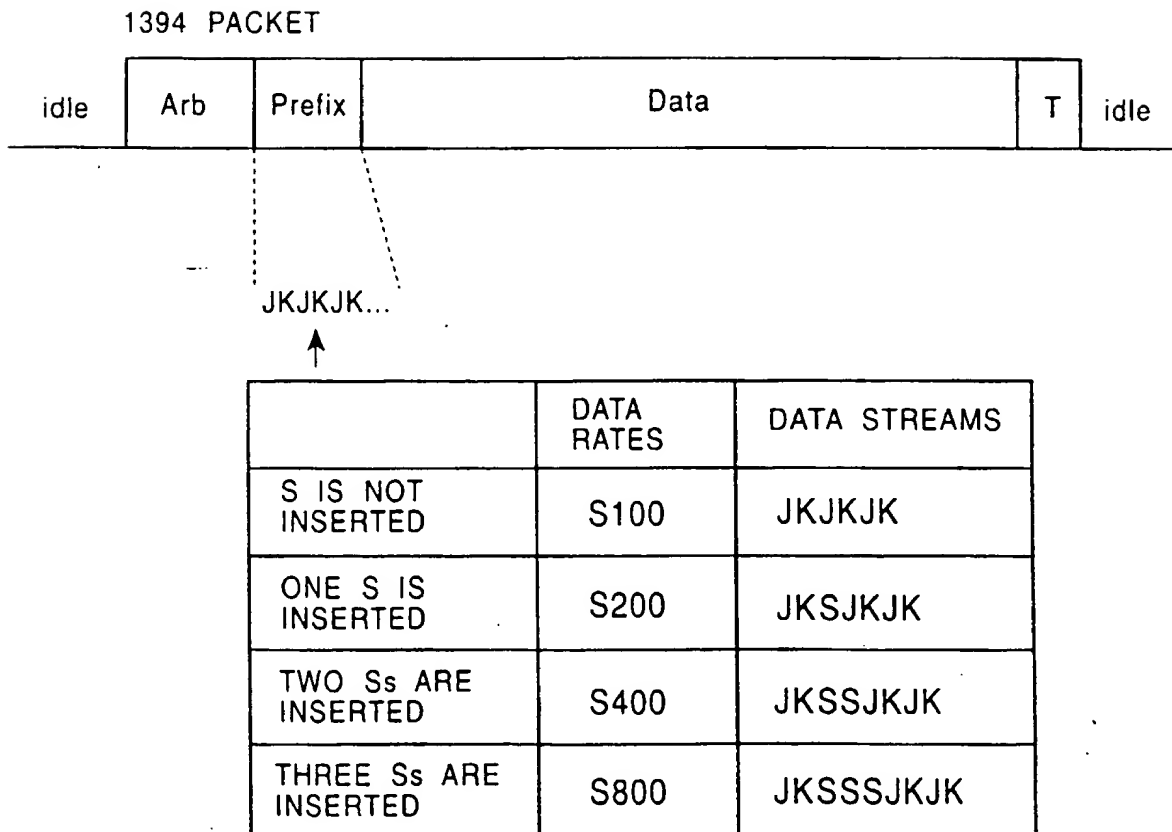 1394 PACKET
idle Arb Prefix Data T idle
JKJKJK...
DATA RATES DATA STREAMS
S IS NOT INSERTED S100 JKJKJK
ONE S IS INSERTED S200 JKSJKJK
TWO Ss ARE INSERTED S400 JKSSJKJK
THREE Ss ARE INSERTED S800 JKSSSJKJK